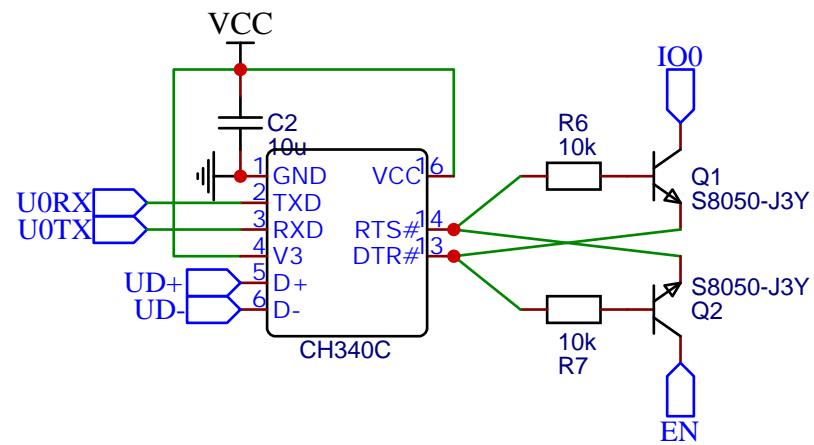 VCC
IO0
C2
10u
R6
10k
1
GND
VCC
16
Q1
S8050-J3Y
U0RX
2
TXD
U0TX
3
RXD
RTS#
14
4
V3
DTR#
13
UD+
5
D+
S8050-J3Y
UD-
6
D-
Q2
CH340C
10k
R7
EN